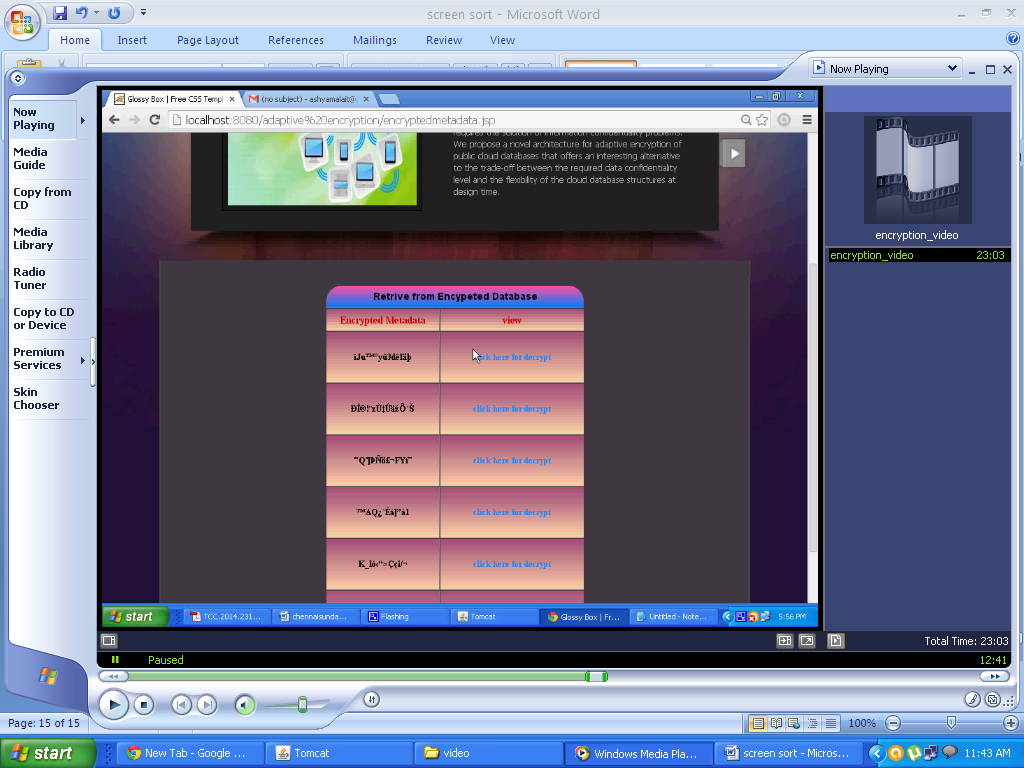 screen sort - Microsoft Word
Home Insert Page Layout References Mailings Review View
Now Playing
Now Playing
Media Guide
Copy from CD
Media Library
Radio Tuner
Copy to CD or Device
Premium Services
Skin Chooser
Glossy Box | Free CSS Templ
(no subject) - ashyamalait@
localhost:8080/adaptive%20encryption/encryptedmetadata.jsp
We propose a novel architecture for adaptive encryption of
public cloud databases that offers an interesting alternative
to the trade-off between the required data confidentiality
level and the flexibility of the cloud database structures at
design time.
Retrive from Encypeted Database
Encrypted Metadata view
click here for decrypt
click here for decrypt
click here for decrypt
click here for decrypt
click here for decrypt
start TCC.2014.231... chennaisunda... Flashing Tomcat Glossy Box | Fr... Untitled - Note... 5:56 PM
encryption_video
encryption_video 23:03
Total Time: 23:03
Paused 12:41
Page: 15 of 15 100%
start New Tab - Google ... Tomcat video Windows Media Pla... screen sort - Micros... 11:43 AM